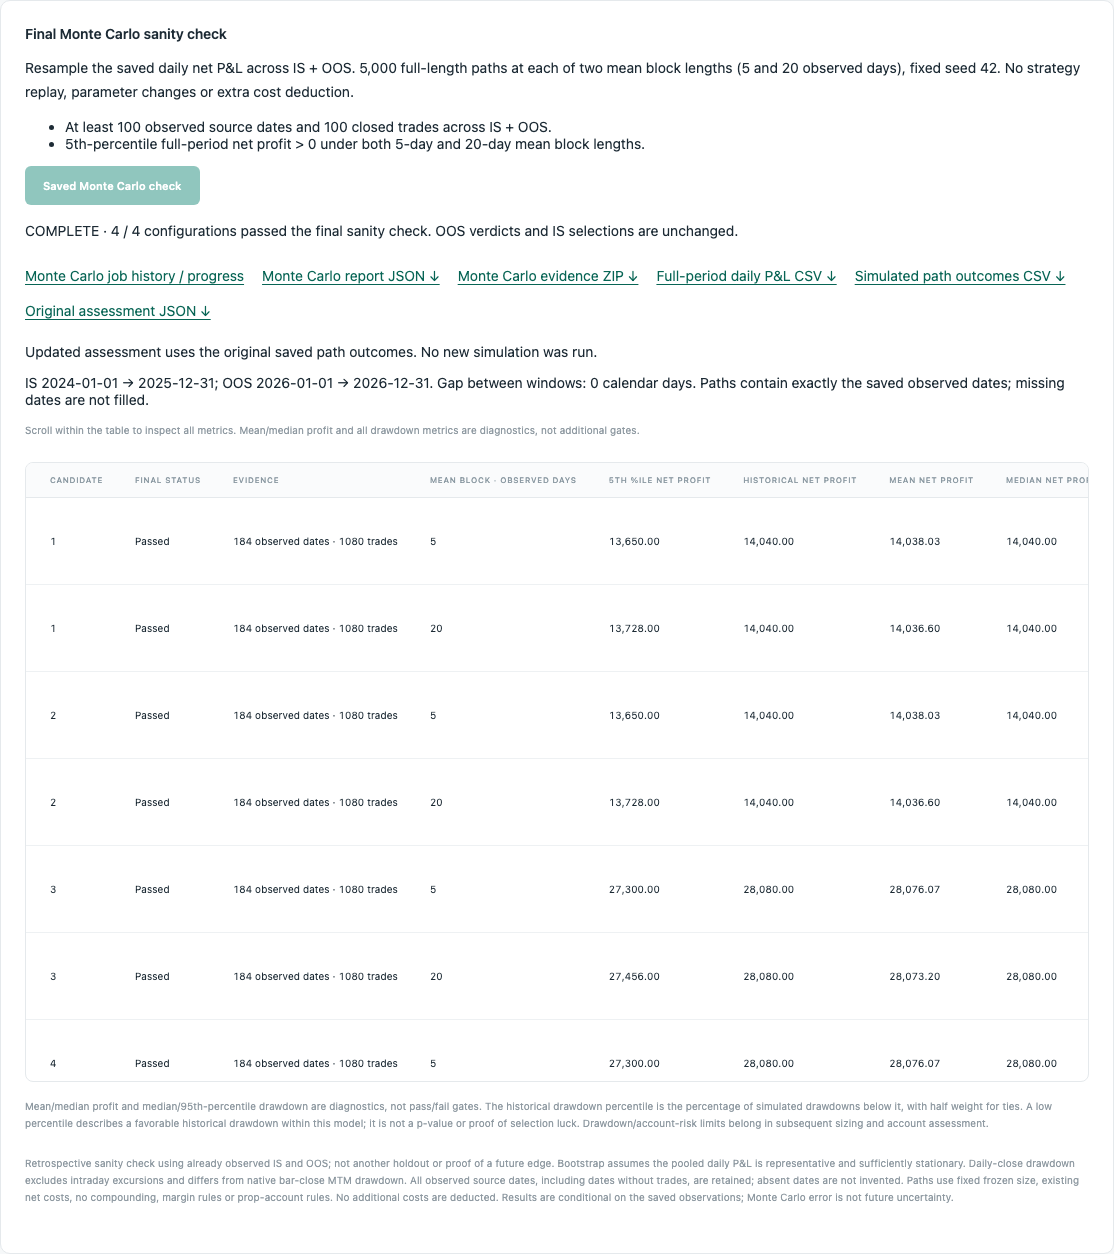 Final Monte Carlo sanity check
Resample the saved daily net P&L across IS + OOS. 5,000 full-length paths at each of two mean block lengths (5 and 20 observed days), fixed seed 42. No strategy
replay, parameter changes or extra cost deduction.
• At least 100 observed source dates and 100 closed trades across IS + OOS.
• 5th-percentile full-period net profit > 0 under both 5-day and 20-day mean block lengths.
Saved Monte Carlo check
COMPLETE · 4 / 4 configurations passed the final sanity check. OOS verdicts and IS selections are unchanged.
Monte Carlo job history / progress Monte Carlo report JSON ↓ Monte Carlo evidence ZIP ↓ Full-period daily P&L CSV ↓ Simulated path outcomes CSV ↓
Original assessment JSON ↓
Updated assessment uses the original saved path outcomes. No new simulation was run.
IS 2024-01-01 → 2025-12-31; OOS 2026-01-01 → 2026-12-31. Gap between windows: 0 calendar days. Paths contain exactly the saved observed dates; missing
dates are not filled.
Scroll within the table to inspect all metrics. Mean/median profit and all drawdown metrics are diagnostics, not additional gates.
CANDIDATE FINAL STATUS EVIDENCE MEAN BLOCK · OBSERVED DAYS 5TH %ILE NET PROFIT HISTORICAL NET PROFIT MEAN NET PROFIT MEDIAN NET PROF
1 Passed 184 observed dates · 1080 trades 5 13,650.00 14,040.00 14,038.03 14,040.00
1 Passed 184 observed dates · 1080 trades 20 13,728.00 14,040.00 14,036.60 14,040.00
2 Passed 184 observed dates · 1080 trades 5 13,650.00 14,040.00 14,038.03 14,040.00
2 Passed 184 observed dates · 1080 trades 20 13,728.00 14,040.00 14,036.60 14,040.00
3 Passed 184 observed dates · 1080 trades 5 27,300.00 28,080.00 28,076.07 28,080.00
3 Passed 184 observed dates · 1080 trades 20 27,456.00 28,080.00 28,073.20 28,080.00
4 Passed 184 observed dates · 1080 trades 5 27,300.00 28,080.00 28,076.07 28,080.00
Mean/median profit and median/95th-percentile drawdown are diagnostics, not pass/fail gates. The historical drawdown percentile is the percentage of simulated drawdowns below it, with half weight for ties. A low
percentile describes a favorable historical drawdown within this model; it is not a p-value or proof of selection luck. Drawdown/account-risk limits belong in subsequent sizing and account assessment.
Retrospective sanity check using already observed IS and OOS; not another holdout or proof of a future edge. Bootstrap assumes the pooled daily P&L is representative and sufficiently stationary. Daily-close drawdown
excludes intraday excursions and differs from native bar-close MTM drawdown. All observed source dates, including dates without trades, are retained; absent dates are not invented. Paths use fixed frozen size, existing
net costs, no compounding, margin rules or prop-account rules. No additional costs are deducted. Results are conditional on the saved observations; Monte Carlo error is not future uncertainty.